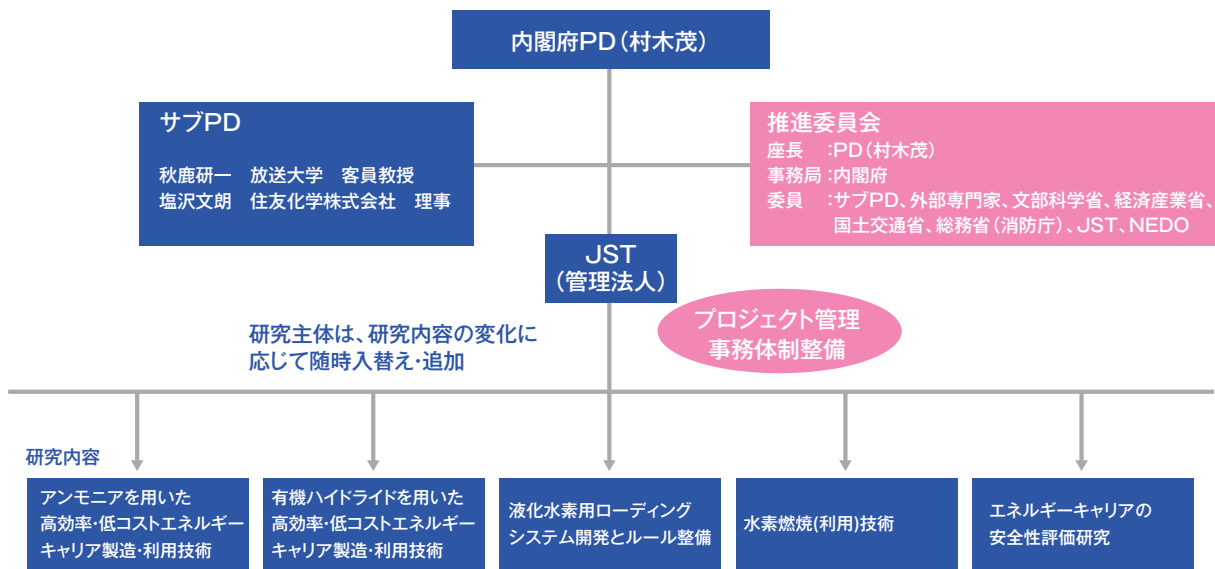 内閣府PD（村木茂）
サブPD
秋鹿研一　放送大学　客員教授
塩沢文朗　住友化学株式会社　理事
推進委員会
座長　：PD（村木茂）
事務局：内閣府
委員　：サブPD、外部専門家、文部科学省、経済産業省、
国土交通省、総務省（消防庁）、JST、NEDO
JST
（管理法人）
プロジェクト管理
事務体制整備
研究主体は、研究内容の変化に
応じて随時入替え・追加
研究内容
アンモニアを用いた
高効率・低コストエネルギー
キャリア製造・利用技術
有機ハイドライドを用いた
高効率・低コストエネルギー
キャリア製造・利用技術
液化水素用ローディング
システム開発とルール整備
水素燃焼(利用)技術
エネルギーキャリアの
安全性評価研究